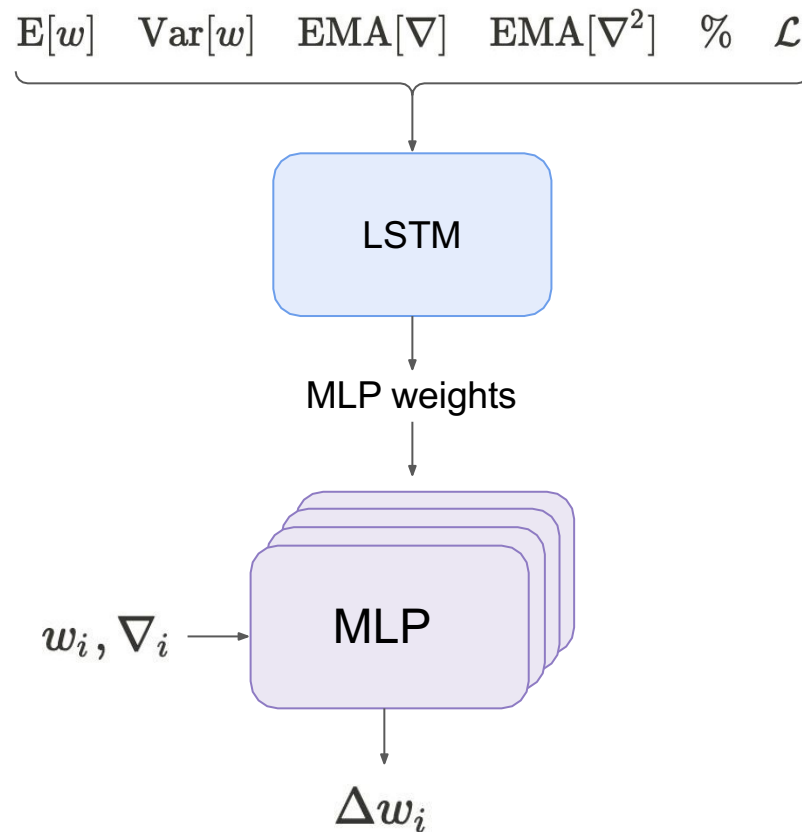 E[w] Var[w] EMA[∇] EMA[∇²] % ℒ
LSTM
MLP weights
MLP
wᵢ, ∇ᵢ
Δwᵢ